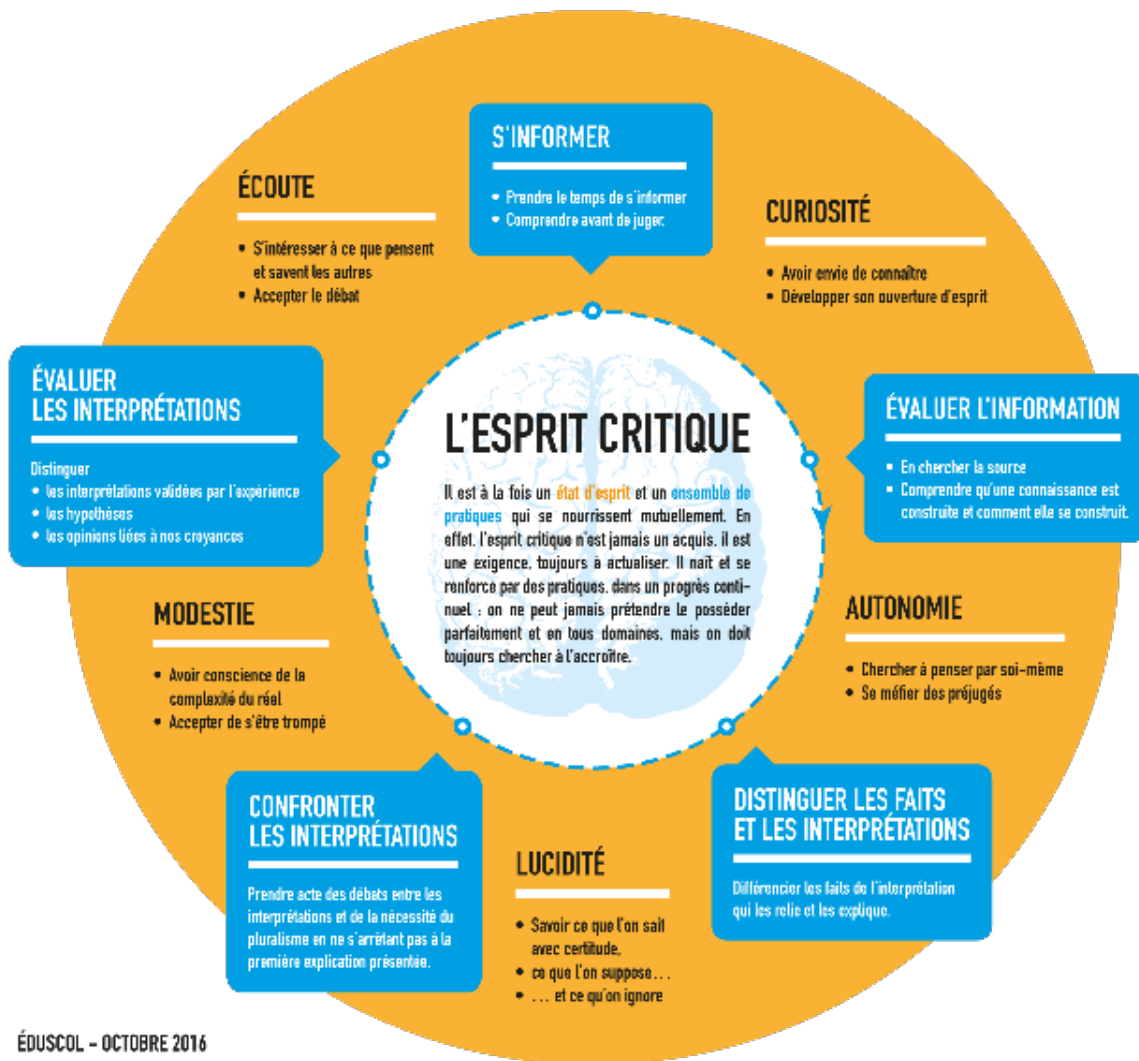 S'INFORMER
• Prendre le temps de s'informer
• Comprendre avant de juger.
ÉCOUTE
• S'intéresser à ce que pensent
et savent les autres
• Accepter le débat
CURIOSITÉ
• Avoir envie de connaître
• Développer son ouverture d'esprit
ÉVALUER
LES INTERPRÉTATIONS
Distinguer
• les interprétations validées par l'expérience
• les hypothèses
• les opinions liées à nos croyances
ÉVALUER L'INFORMATION
• En chercher la source
• Comprendre qu'une connaissance est
construite et comment elle se construit.
L'ESPRIT CRITIQUE
Il est à la fois un état d'esprit et un ensemble de
pratiques qui se nourrissent mutuellement. En
effet, l'esprit critique n'est jamais un acquis, il est
une exigence, toujours à actualiser. Il naît et se
renforce par des pratiques, dans un progrès conti-
nuel : on ne peut jamais prétendre le posséder
parfaitement et en tous domaines, mais on doit
toujours chercher à l'accroître.
MODESTIE
• Avoir conscience de la
complexité du réel
• Accepter de s'être trompé
AUTONOMIE
• Chercher à penser par soi-même
• Se méfier des préjugés
CONFRONTER
LES INTERPRÉTATIONS
Prendre acte des débats entre les
interprétations et de la nécessité du
pluralisme en ne s'arrêtant pas à la
première explication présentée.
LUCIDITÉ
• Savoir ce que l'on sait
avec certitude,
• ce que l'on suppose...
• ... et ce qu'on ignore
DISTINGUER LES FAITS
ET LES INTERPRÉTATIONS
Différencier les faits de l'interprétation
qui les relie et les explique.
ÉDUSCOL – OCTOBRE 2016